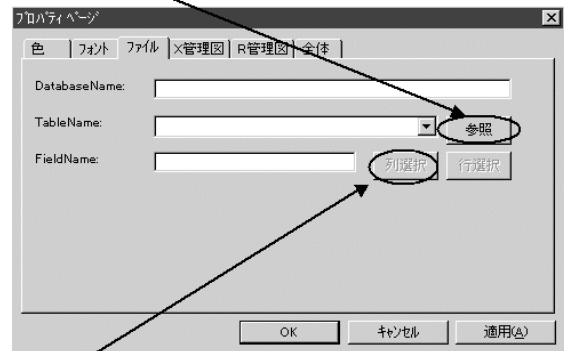 ﾌﾟﾛﾊﾟﾃｨ ﾍﾟｰｼﾞ
色 ﾌｫﾝﾄ ﾌｧｲﾙ X管理図 R管理図 全体
DatabaseName:
TableName: 参照
FieldName: 列選択 行選択
OK ｷｬﾝｾﾙ 適用(A)